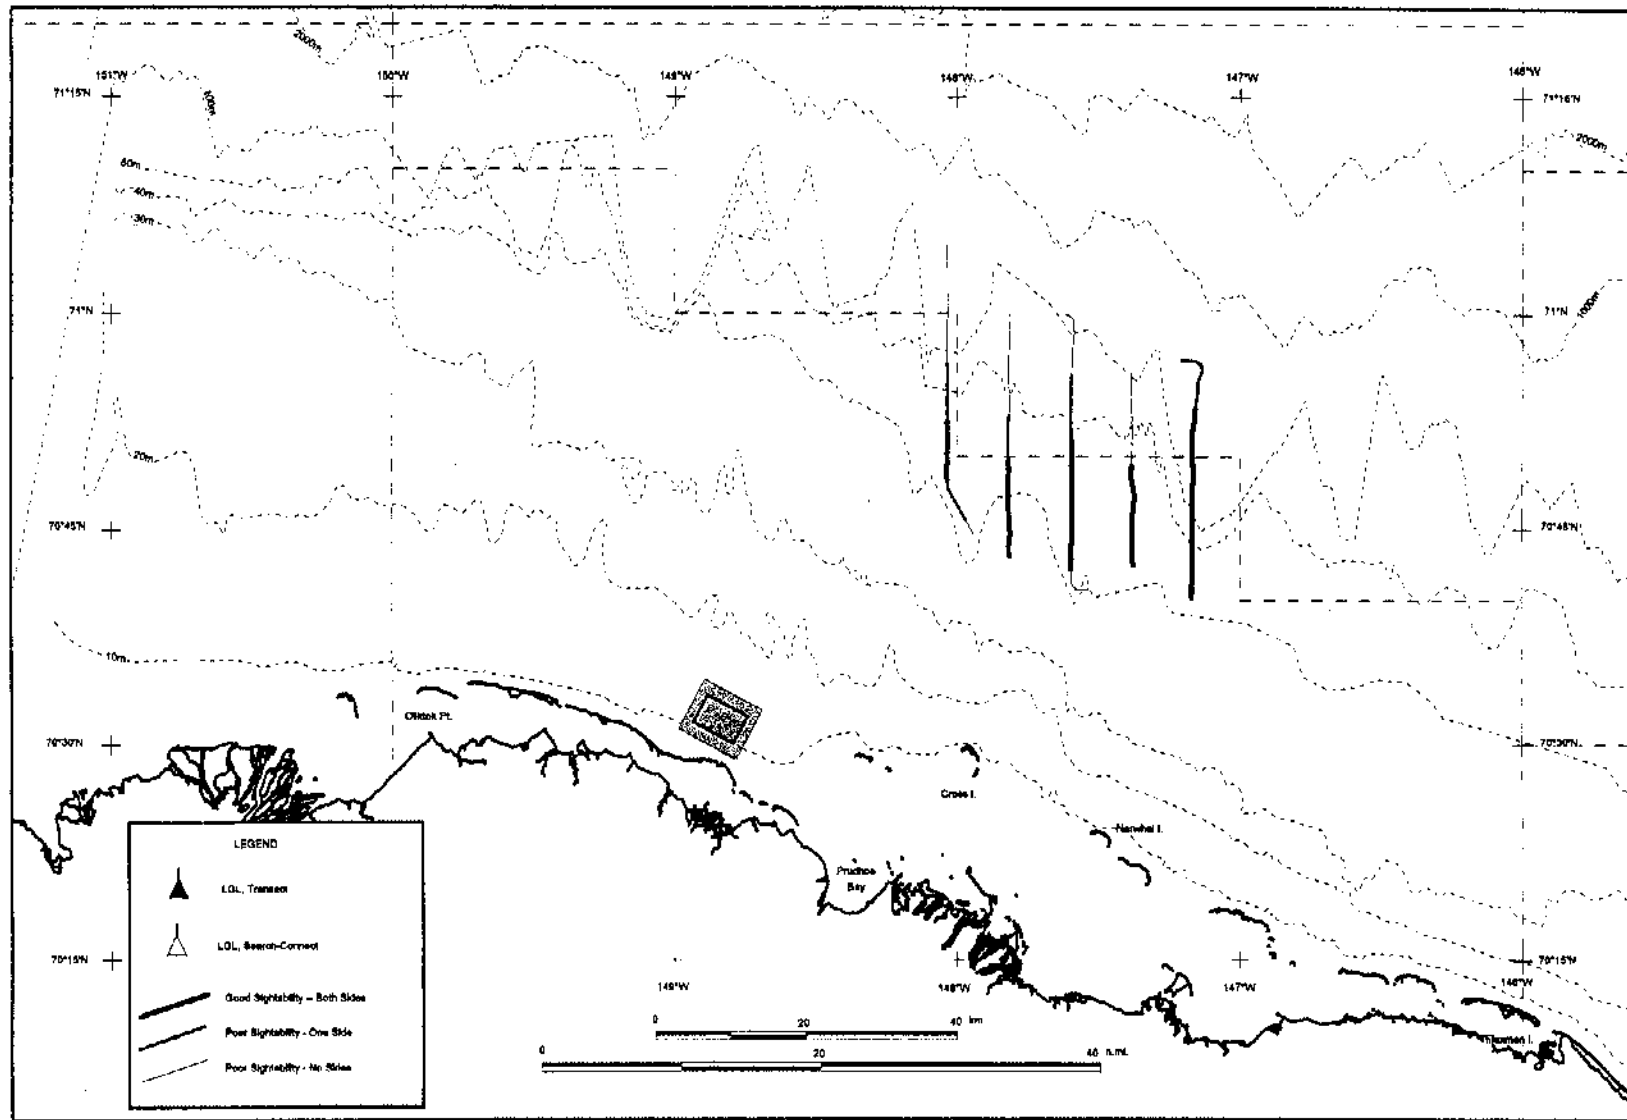 2000m
151°W
150°W
149°W
148°W
147°W
146°W
71°15'N
71°15'N
2000m
40m
30m
71°N
71°N
1000m
20m
70°45'N
70°45'N
10m
Oliktok Pt.
70°30'N
70°30'N
Cross I.
Narwhal I.
LEGEND
Prudhoe
Bay
LGL, Transect
LGL, Search-Connect
70°15'N
70°15'N
149°W
148°W
147°W
146°W
Good Sightability – Both Sides
Poor Sightability - One Side
Poor Sightability - No Sides
0 20 40 km
0 20 40 n.mi.